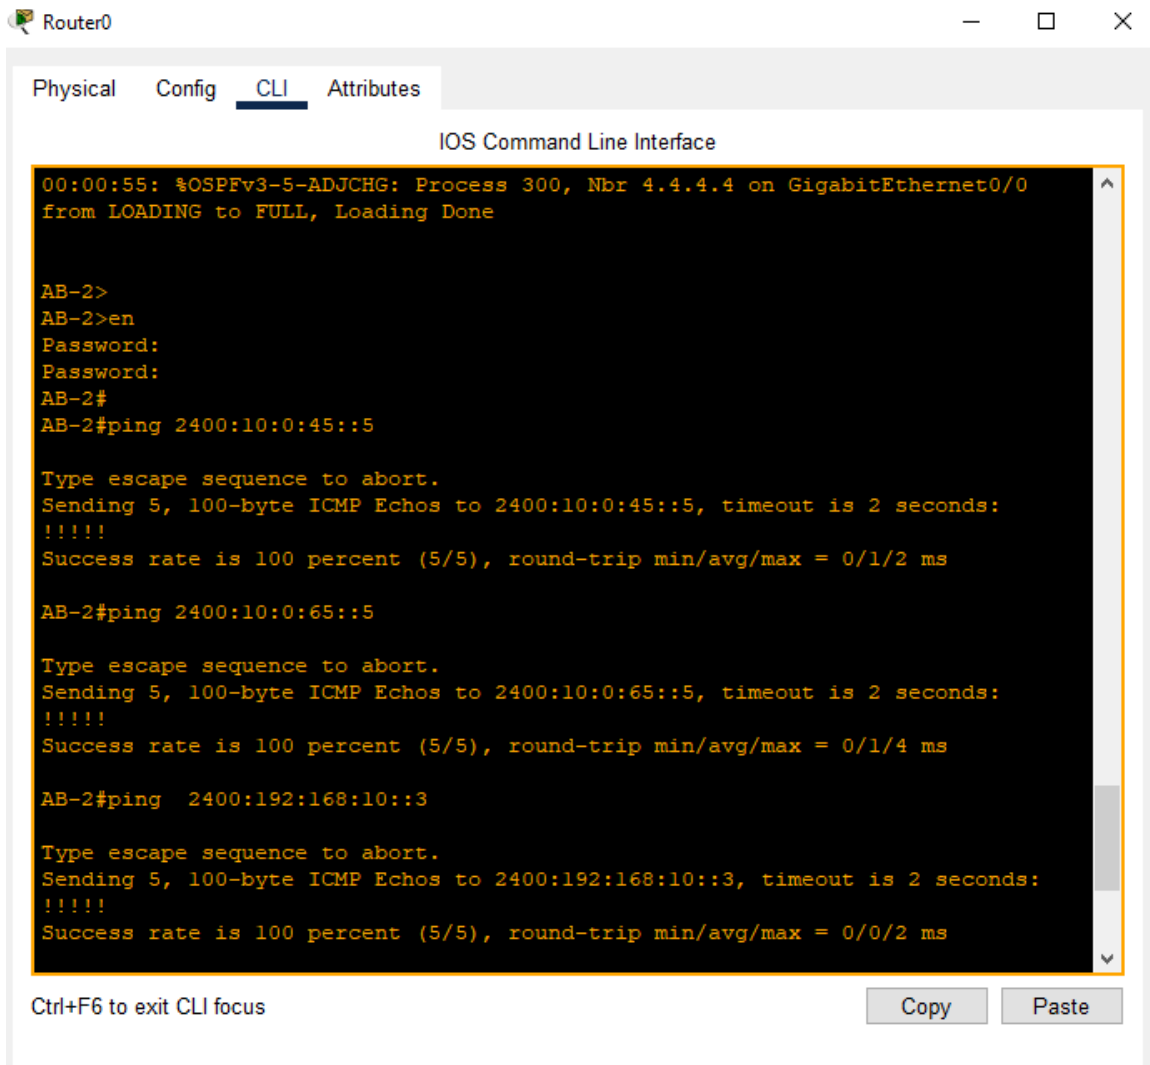 Router0
Physical Config CLI Attributes
IOS Command Line Interface
00:00:55: %OSPFv3-5-ADJCHG: Process 300, Nbr 4.4.4.4 on GigabitEthernet0/0
from LOADING to FULL, Loading Done
AB-2>
AB-2>en
Password:
Password:
AB-2#
AB-2#ping 2400:10:0:45::5
Type escape sequence to abort.
Sending 5, 100-byte ICMP Echos to 2400:10:0:45::5, timeout is 2 seconds:
!!!!!
Success rate is 100 percent (5/5), round-trip min/avg/max = 0/1/2 ms
AB-2#ping 2400:10:0:65::5
Type escape sequence to abort.
Sending 5, 100-byte ICMP Echos to 2400:10:0:65::5, timeout is 2 seconds:
!!!!!
Success rate is 100 percent (5/5), round-trip min/avg/max = 0/1/4 ms
AB-2#ping  2400:192:168:10::3
Type escape sequence to abort.
Sending 5, 100-byte ICMP Echos to 2400:192:168:10::3, timeout is 2 seconds:
!!!!!
Success rate is 100 percent (5/5), round-trip min/avg/max = 0/0/2 ms
Ctrl+F6 to exit CLI focus
Copy Paste